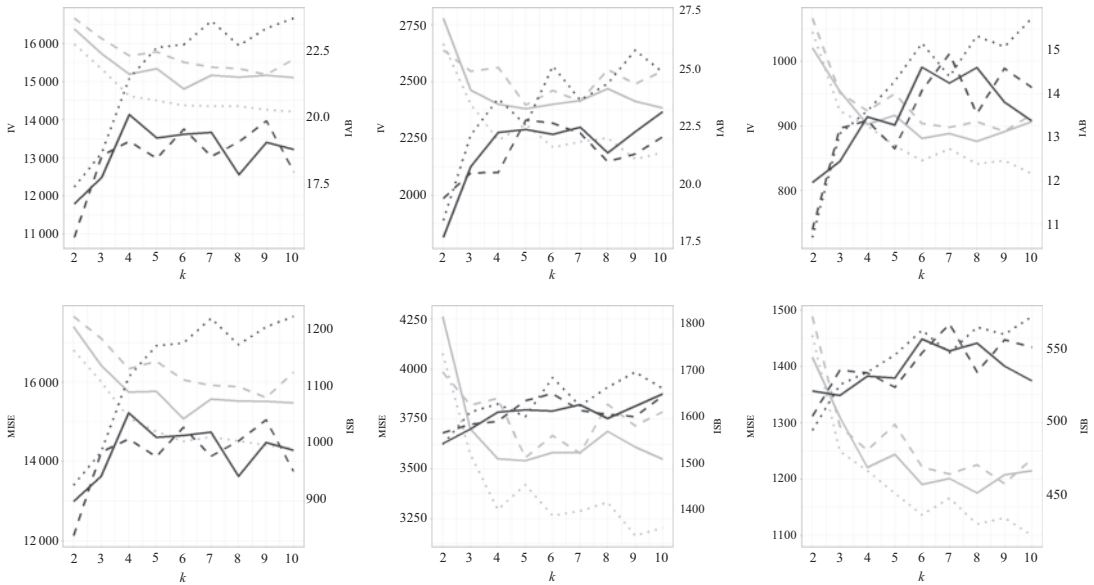 16 000
15 000
14 000
13 000
12 000
11 000
IV
22.5
20.0
17.5
IAB
2 3 4 5 6 7 8 9 10
k
2750
2500
2250
2000
IV
27.5
25.0
22.5
20.0
17.5
IAB
2 3 4 5 6 7 8 9 10
k
1000
900
800
IV
15
14
13
12
11
IAB
2 3 4 5 6 7 8 9 10
k
16 000
14 000
12 000
MISE
1200
1100
1000
900
ISB
2 3 4 5 6 7 8 9 10
k
4250
4000
3750
3500
3250
MISE
1800
1700
1600
1500
1400
ISB
2 3 4 5 6 7 8 9 10
k
1500
1400
1300
1200
1100
MISE
550
500
450
ISB
2 3 4 5 6 7 8 9 10
k